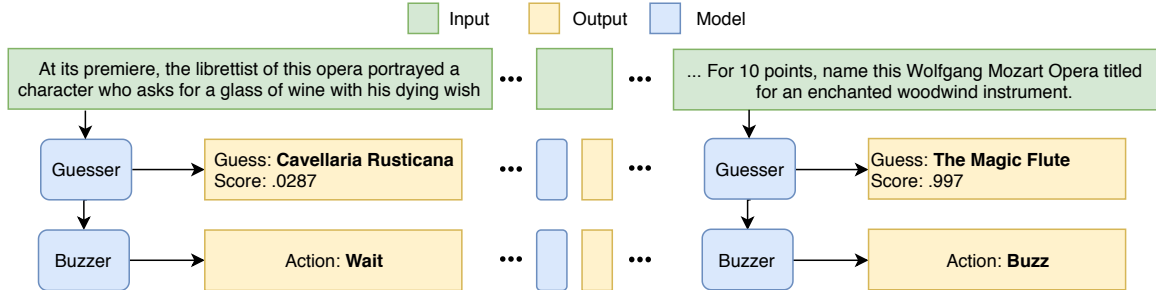 Input
Output
Model
At its premiere, the librettist of this opera portrayed a
character who asks for a glass of wine with his dying wish
•••
•••
... For 10 points, name this Wolfgang Mozart Opera titled
for an enchanted woodwind instrument.
Guesser
Guess: Cavellaria Rusticana
Score: .0287
•••
•••
Guesser
Guess: The Magic Flute
Score: .997
Buzzer
Action: Wait
•••
•••
Buzzer
Action: Buzz